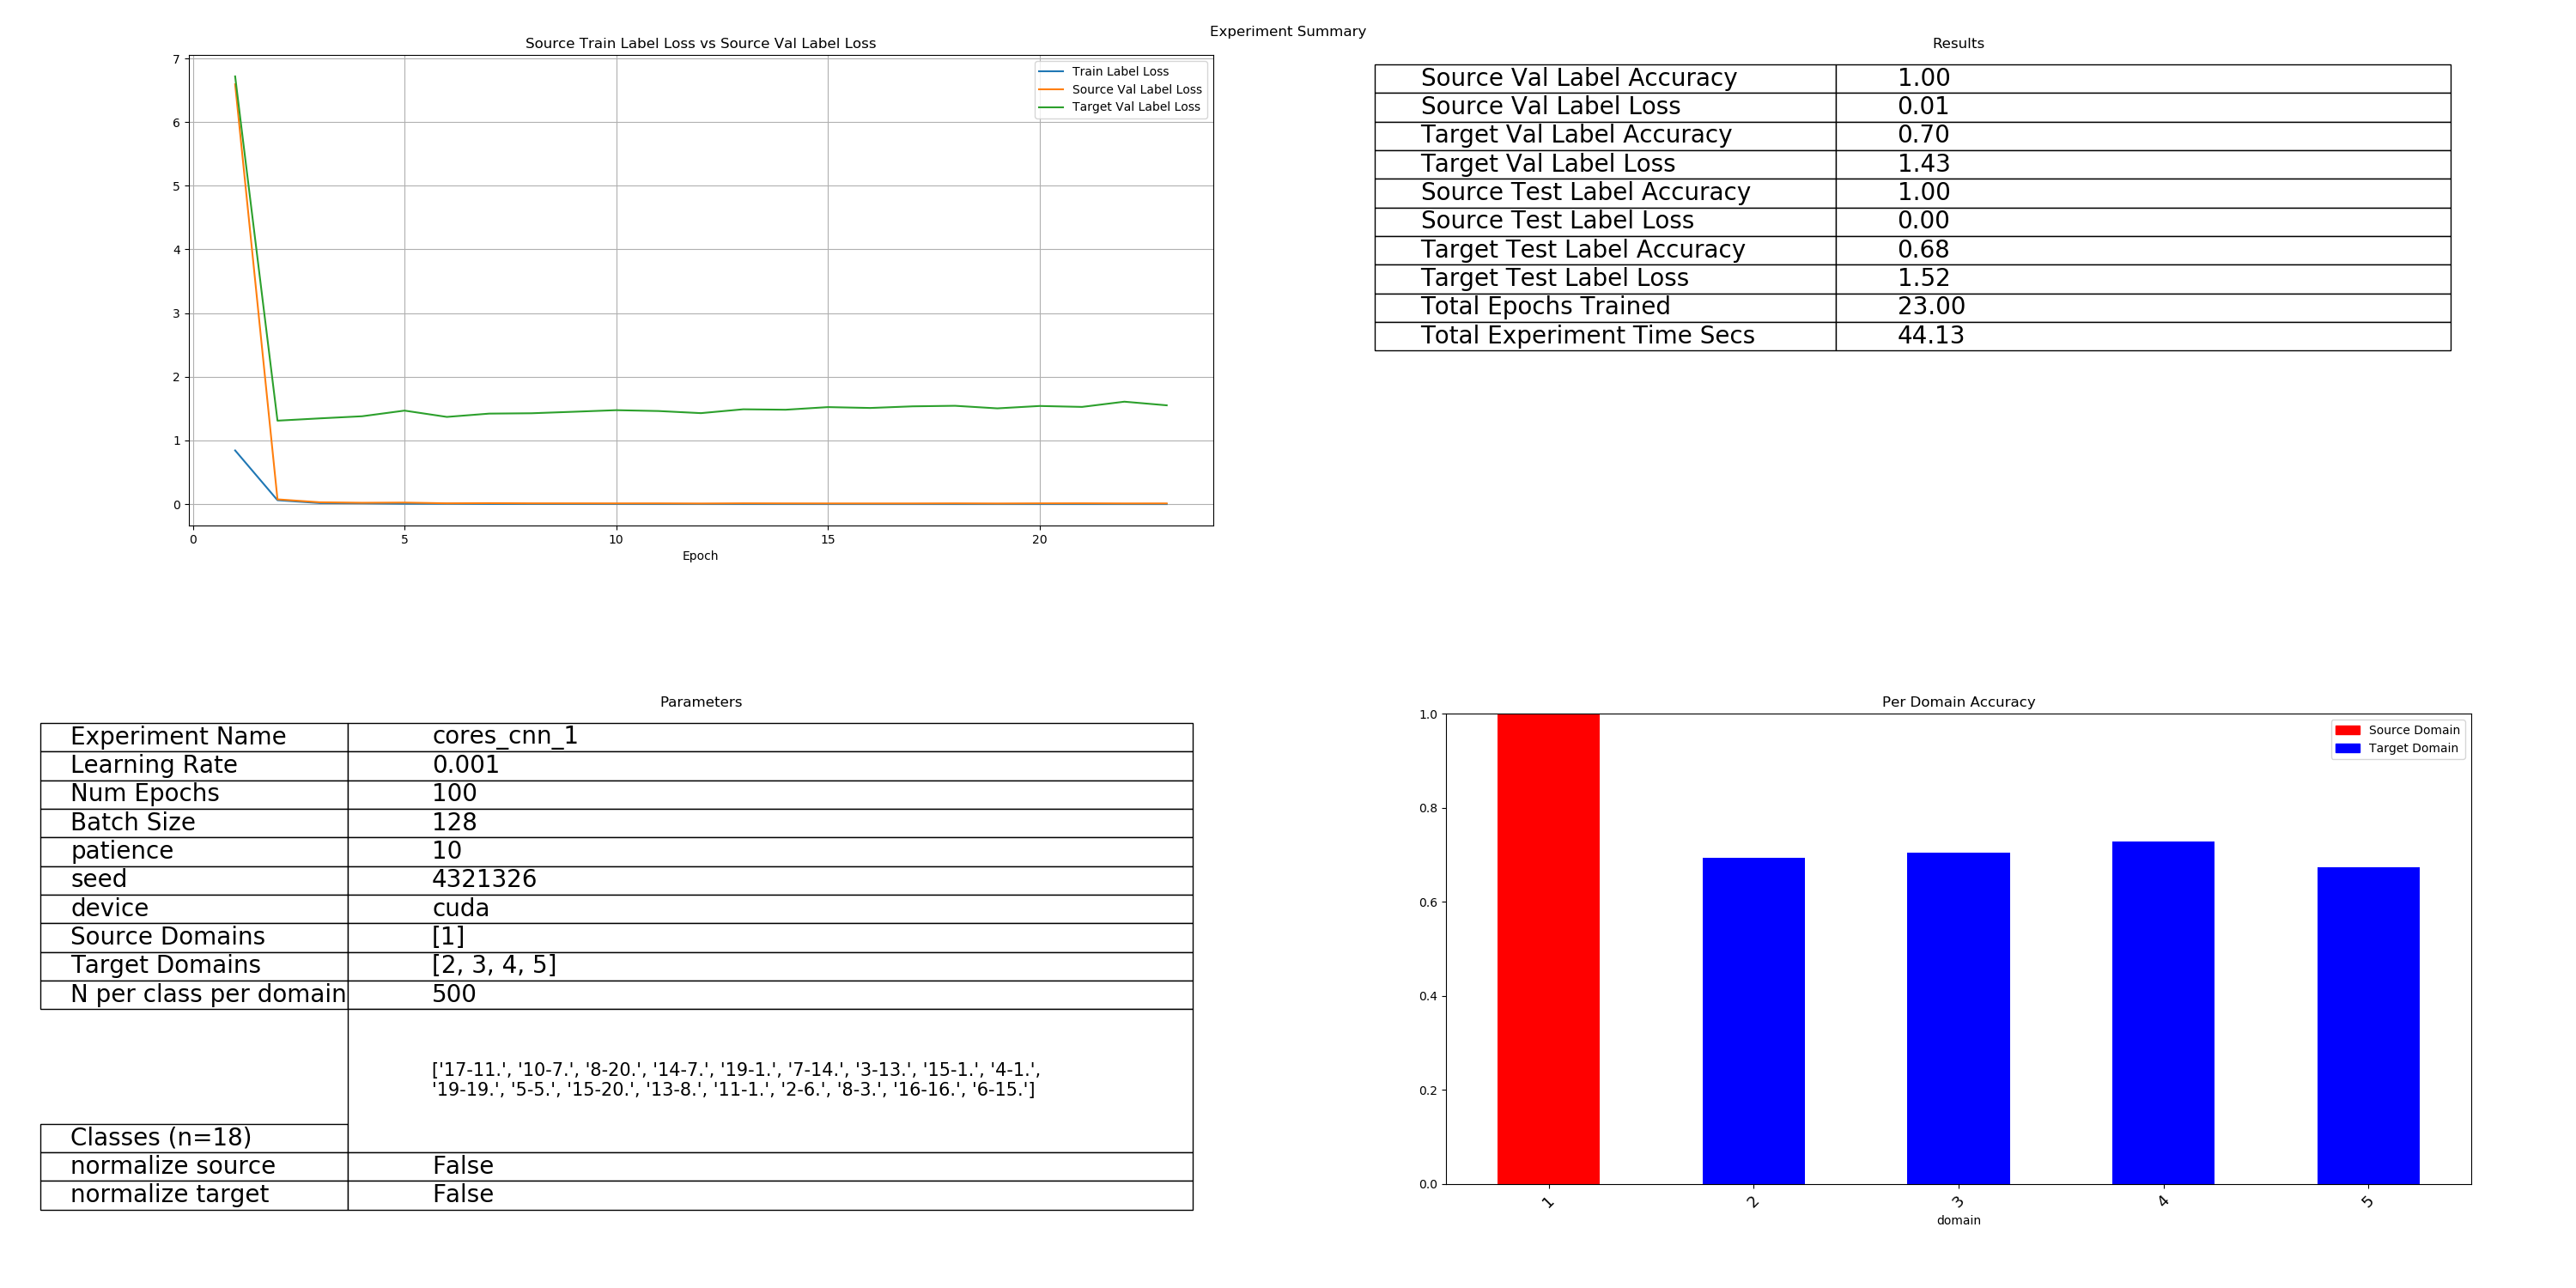 Experiment Summary
Source Train Label Loss vs Source Val Label Loss
7
6
5
4
3
2
1
0
0 5 10 15 20
Epoch
Train Label Loss
Source Val Label Loss
Target Val Label Loss
Results
Source Val Label Accuracy 1.00
Source Val Label Loss 0.01
Target Val Label Accuracy 0.70
Target Val Label Loss 1.43
Source Test Label Accuracy 1.00
Source Test Label Loss 0.00
Target Test Label Accuracy 0.68
Target Test Label Loss 1.52
Total Epochs Trained 23.00
Total Experiment Time Secs 44.13
Parameters
Experiment Name cores_cnn_1
Learning Rate 0.001
Num Epochs 100
Batch Size 128
patience 10
seed 4321326
device cuda
Source Domains [1]
Target Domains [2, 3, 4, 5]
N per class per domain 500
['17-11.', '10-7.', '8-20.', '14-7.', '19-1.', '7-14.', '3-13.', '15-1.', '4-1.',
'19-19.', '5-5.', '15-20.', '13-8.', '11-1.', '2-6.', '8-3.', '16-16.', '6-15.']
Classes (n=18)
normalize source False
normalize target False
Per Domain Accuracy
1.0
0.8
0.6
0.4
0.2
0.0
1 2 3 4 5
domain
Source Domain
Target Domain